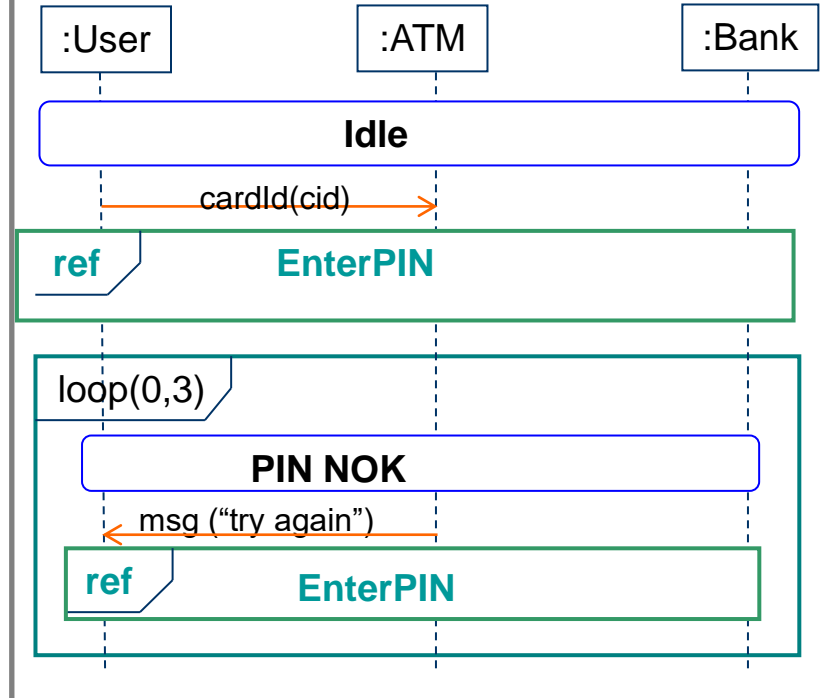 :User :ATM :Bank
Idle
cardId(cid)
ref EnterPIN
loop(0,3)
PIN NOK
msg (“try again”)
ref EnterPIN